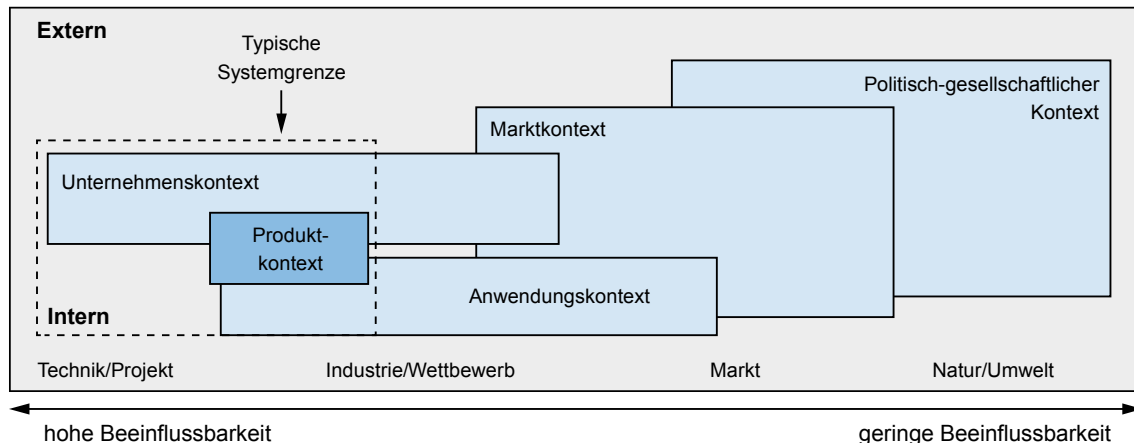 Extern
Typische
Systemgrenze
Politisch-gesellschaftlicher
Kontext
Marktkontext
Unternehmenskontext
Produkt-
kontext
Anwendungskontext
Intern
Technik/Projekt
Industrie/Wettbewerb
Markt
Natur/Umwelt
hohe Beeinflussbarkeit
geringe Beeinflussbarkeit